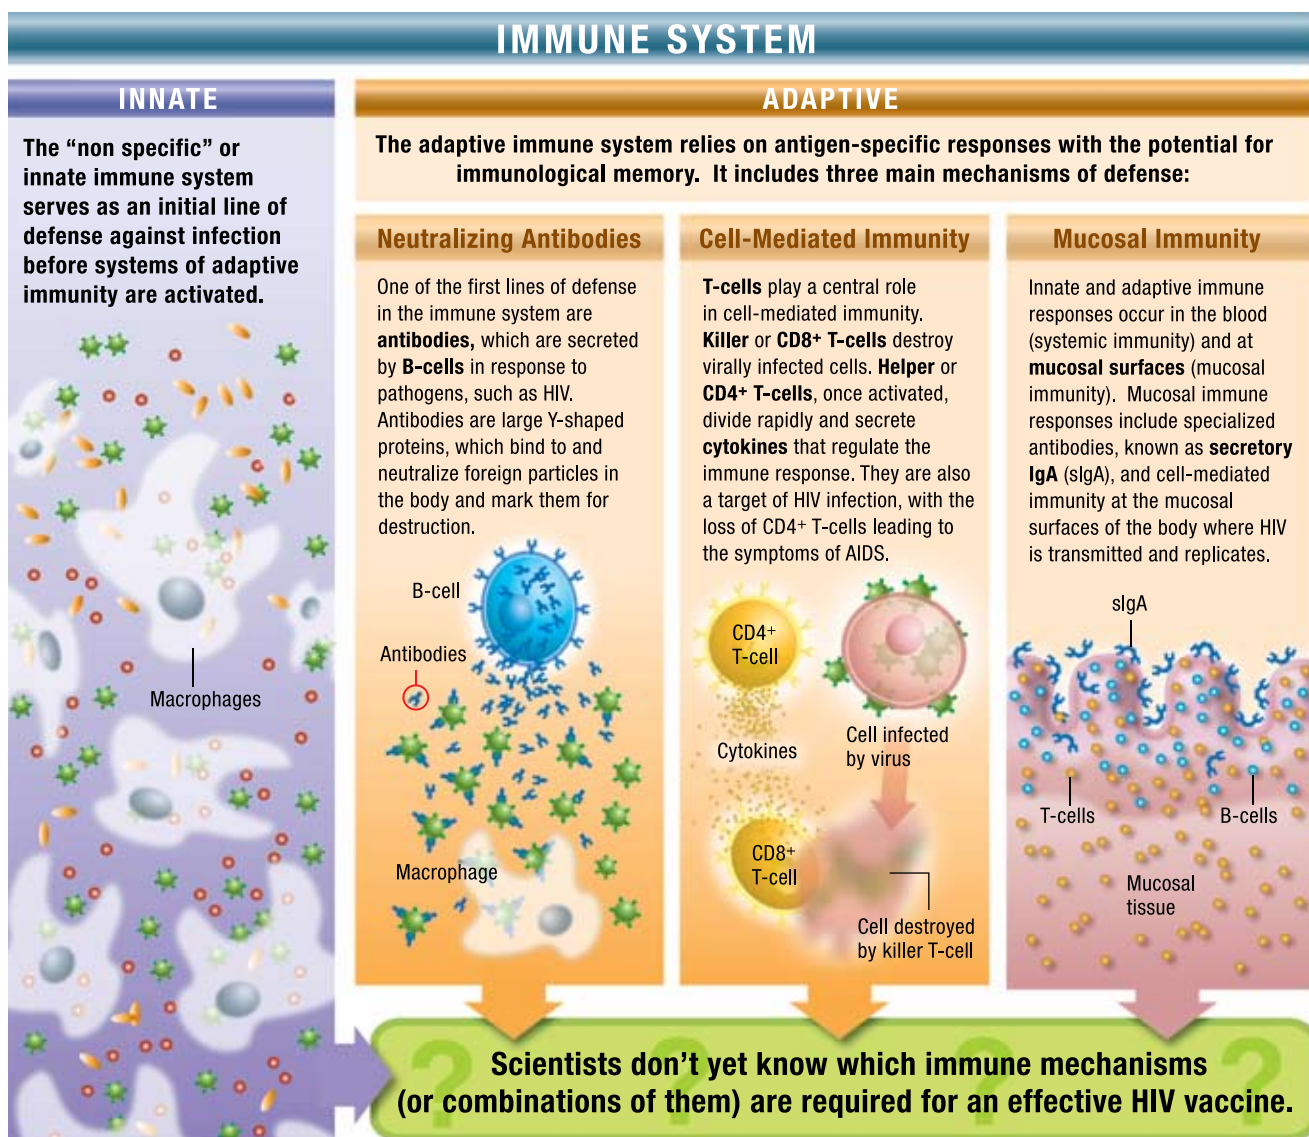 IMMUNE SYSTEM
INNATE
The “non specific” or
innate immune system
serves as an initial line of
defense against infection
before systems of adaptive
immunity are activated.
Macrophages
ADAPTIVE
The adaptive immune system relies on antigen-specific responses with the potential for
immunological memory. It includes three main mechanisms of defense:
Neutralizing Antibodies
One of the first lines of defense
in the immune system are
antibodies, which are secreted
by B-cells in response to
pathogens, such as HIV.
Antibodies are large Y-shaped
proteins, which bind to and
neutralize foreign particles in
the body and mark them for
destruction.
B-cell
Antibodies
Macrophage
Cell-Mediated Immunity
T-cells play a central role
in cell-mediated immunity.
Killer or CD8+ T-cells destroy
virally infected cells. Helper or
CD4+ T-cells, once activated,
divide rapidly and secrete
cytokines that regulate the
immune response. They are also
a target of HIV infection, with the
loss of CD4+ T-cells leading to
the symptoms of AIDS.
CD4+
T-cell
Cytokines
Cell infected
by virus
CD8+
T-cell
Cell destroyed
by killer T-cell
Mucosal Immunity
Innate and adaptive immune
responses occur in the blood
(systemic immunity) and at
mucosal surfaces (mucosal
immunity). Mucosal immune
responses include specialized
antibodies, known as secretory
IgA (sIgA), and cell-mediated
immunity at the mucosal
surfaces of the body where HIV
is transmitted and replicates.
sIgA
T-cells
B-cells
Mucosal
tissue
? ? ? ?
Scientists don’t yet know which immune mechanisms
(or combinations of them) are required for an effective HIV vaccine.